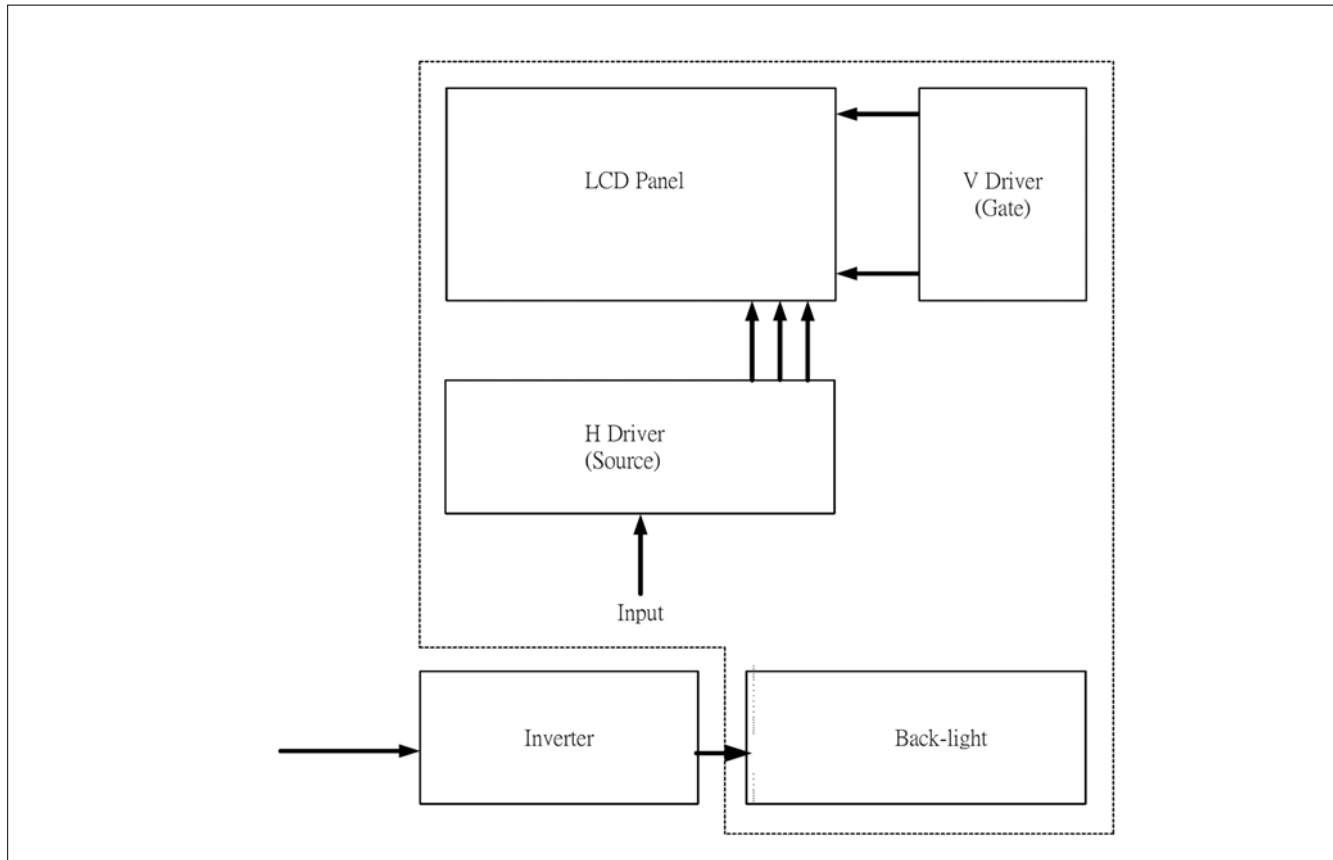 LCD Panel
V Driver
(Gate)
H Driver
(Source)
Input
Inverter
Back-light